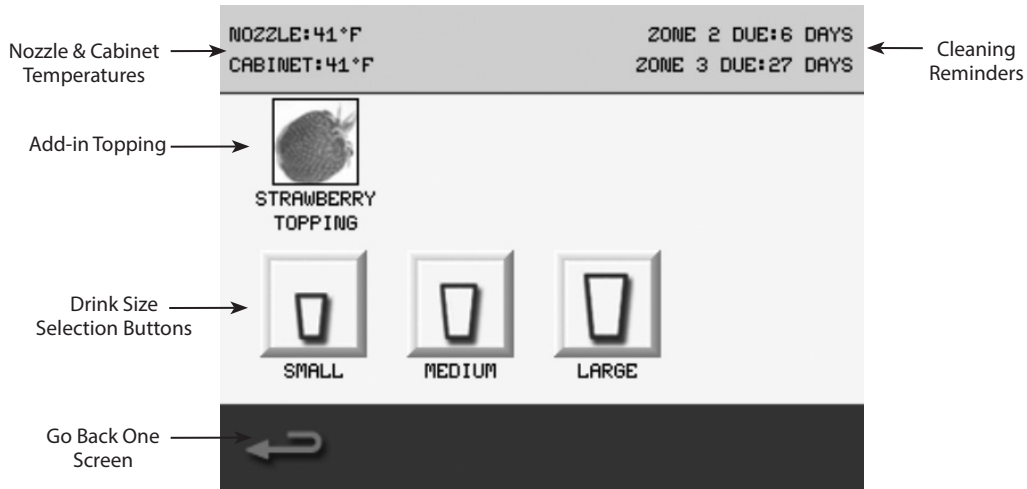 NOZZLE:41°F
CABINET:41°F
ZONE 2 DUE:6 DAYS
ZONE 3 DUE:27 DAYS
Nozzle & Cabinet
Temperatures
Cleaning
Reminders
Add-in Topping
STRAWBERRY
TOPPING
Drink Size
Selection Buttons
SMALL
MEDIUM
LARGE
Go Back One
Screen